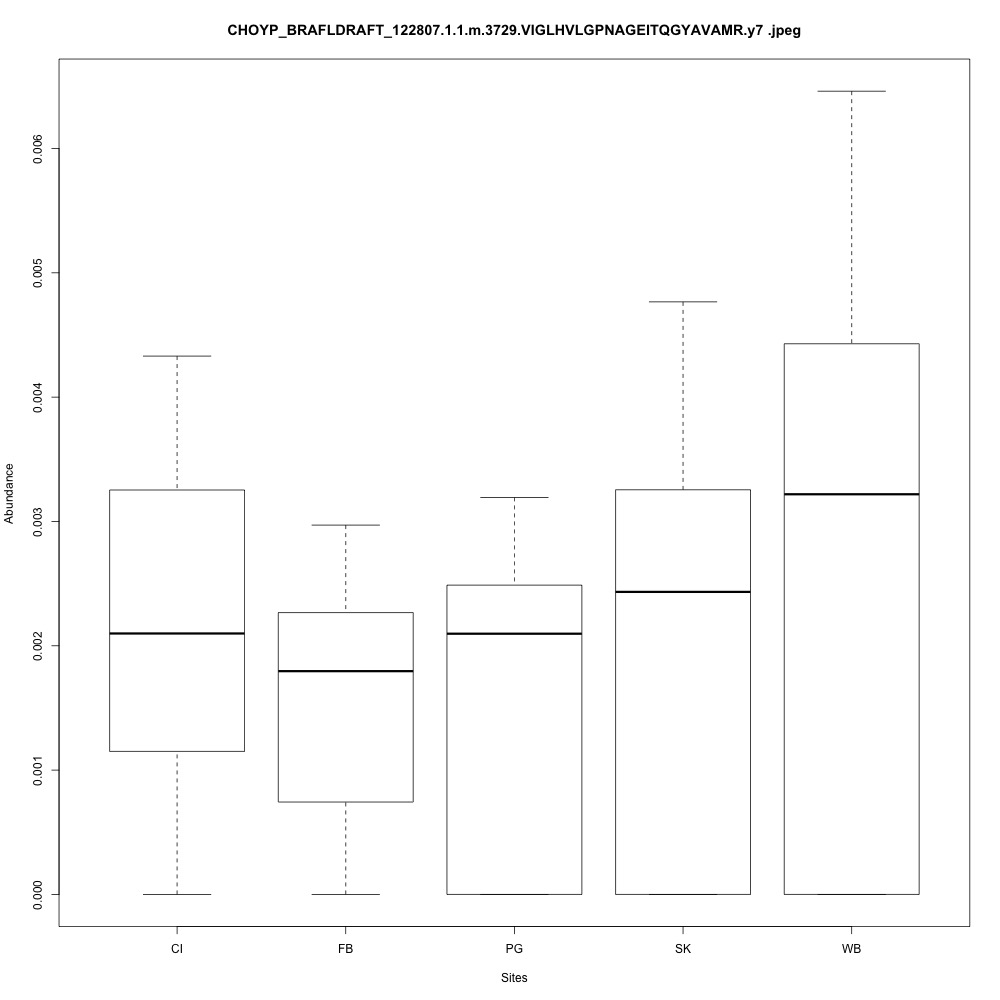 CHOYP_BRAFLDRAFT_122807.1.1.m.3729.VIGLHVLGPNAGEITQGYAVAMR.y7 .jpeg
0.006
0.005
0.004
0.003
0.002
0.001
0.000
Abundance
CI FB PG SK WB
Sites